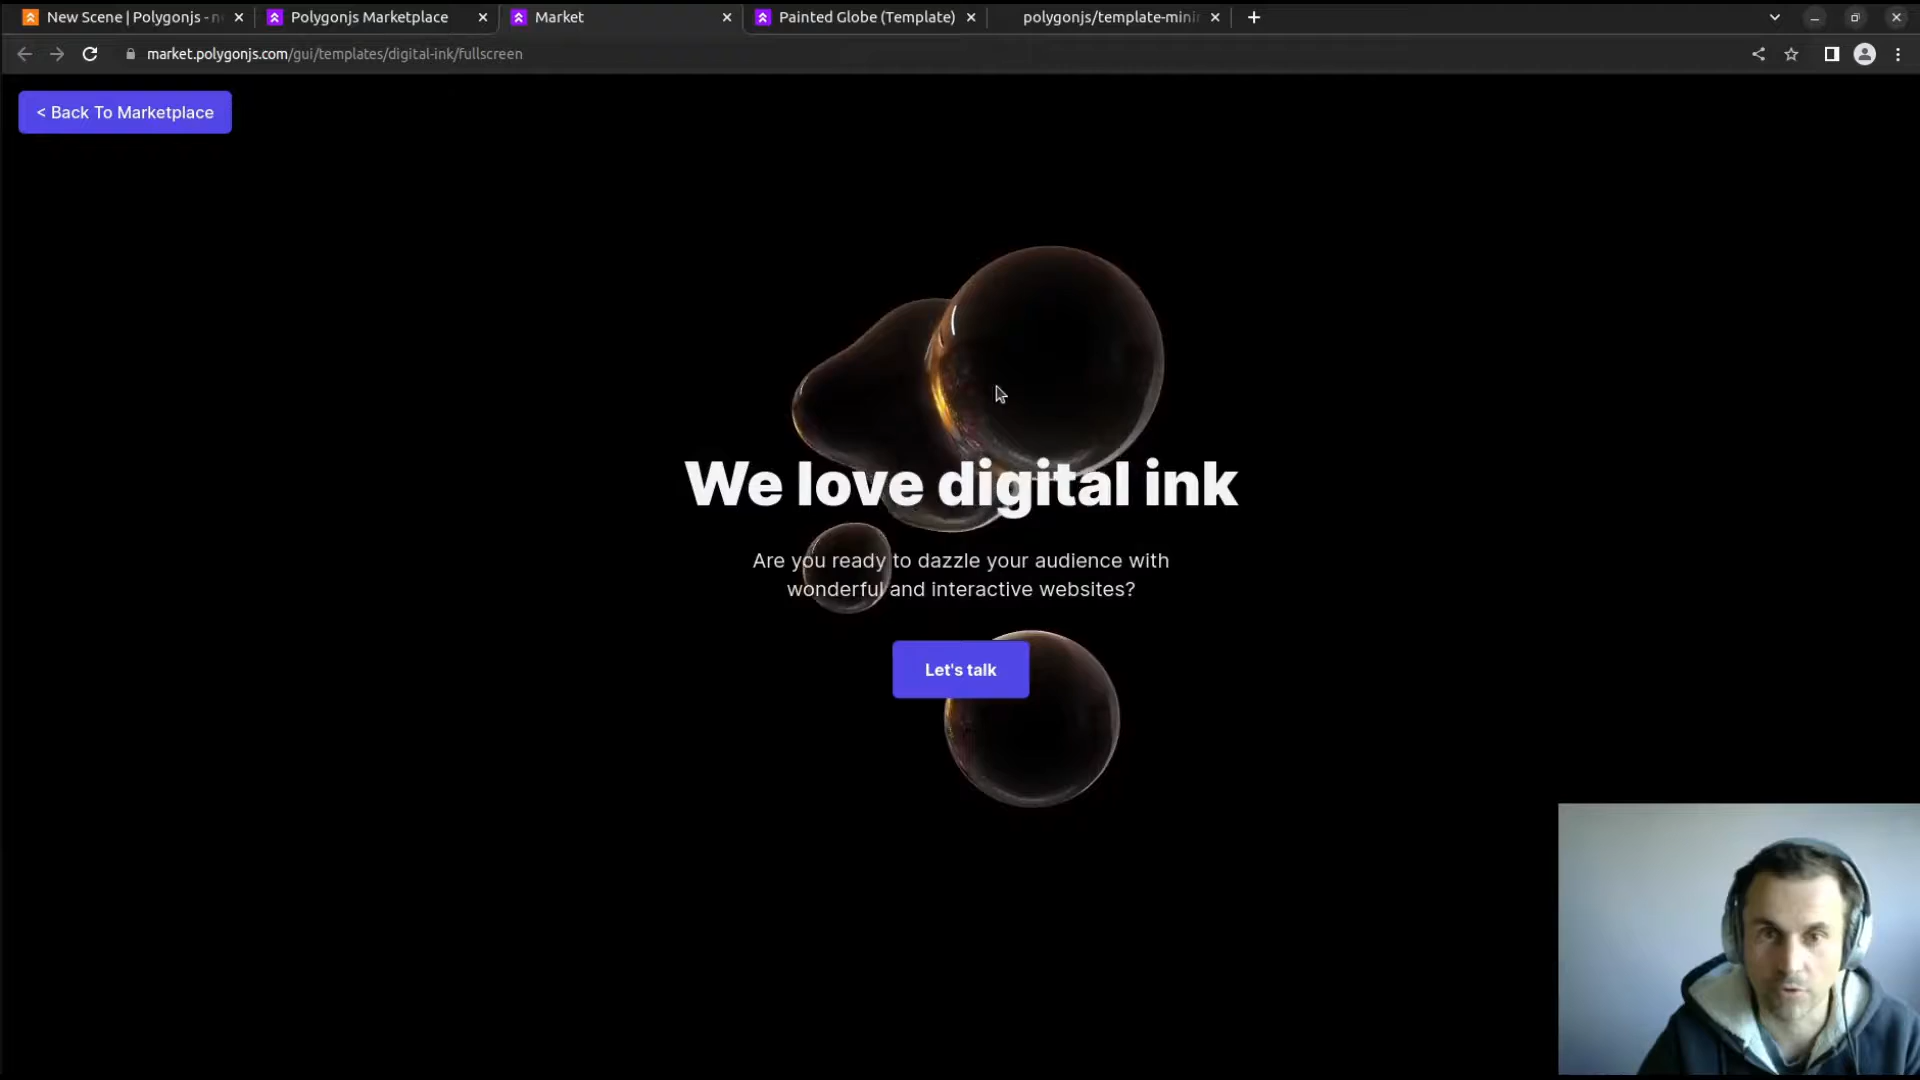 New Scene | Polygonjs - n
Polygonjs Marketplace
Market
Painted Globe (Template)
polygonjs/template-mini
market.polygonjs.com/gui/templates/digital-ink/fullscreen
< Back To Marketplace
We love digital ink
Are you ready to dazzle your audience with
wonderful and interactive websites?
Let's talk